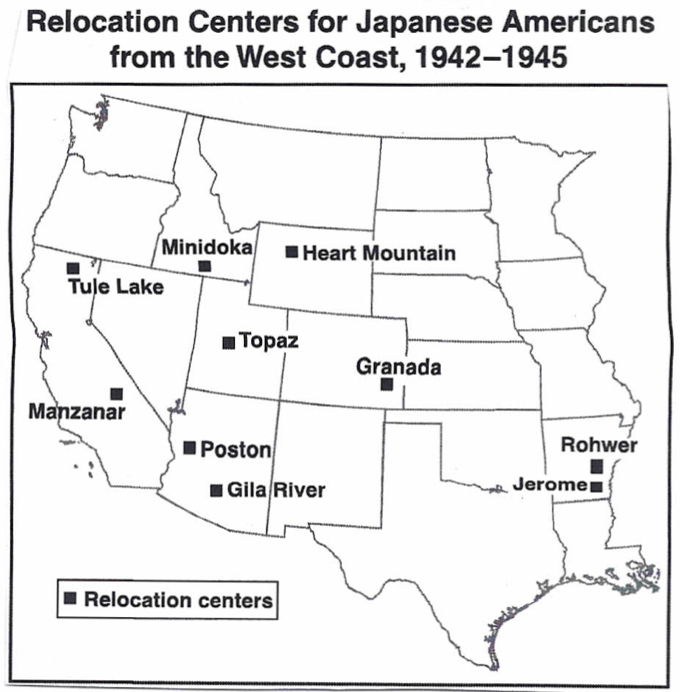 Relocation Centers for Japanese Americans
from the West Coast, 1942–1945
Minidoka
Heart Mountain
Tule Lake
Topaz
Granada
Manzanar
Poston
Rohwer
Gila River
Jerome
Relocation centers